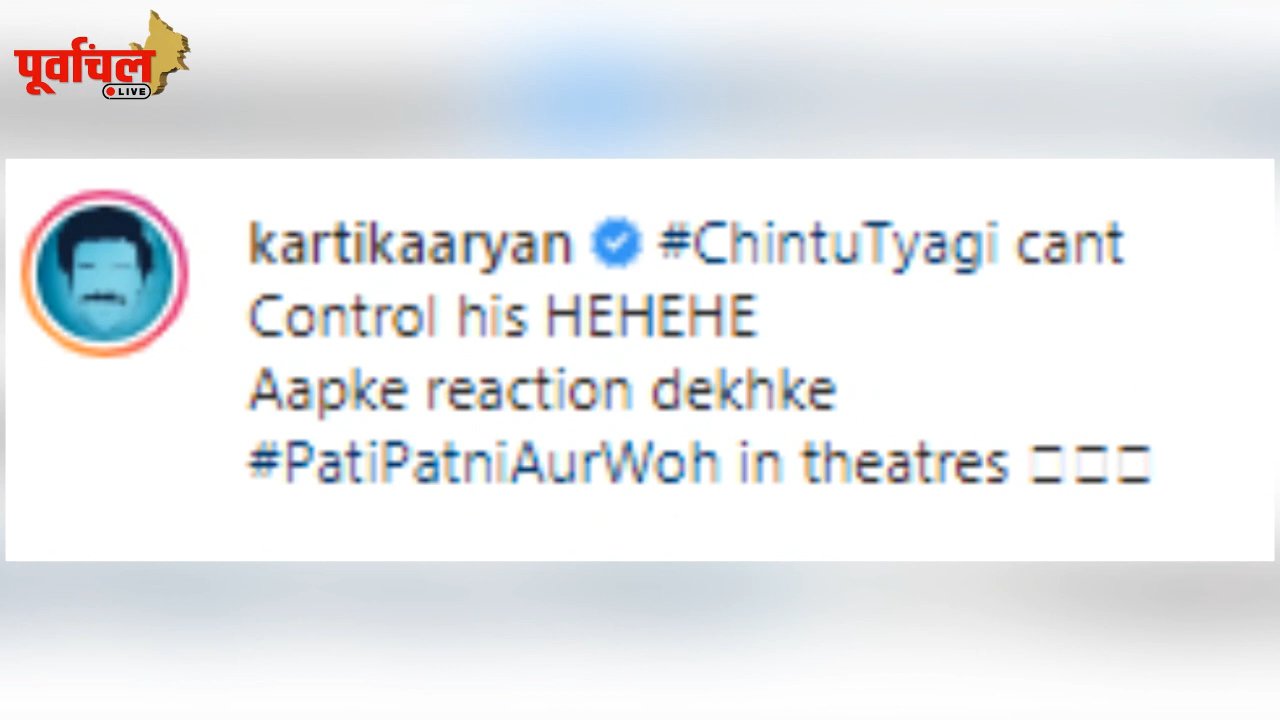 पूर्वांचल
LIVE
kartikaaryan #ChintuTyagi cant
Control his HEHEHE
Aapke reaction dekhke
#PatiPatniAurWoh in theatres □□□